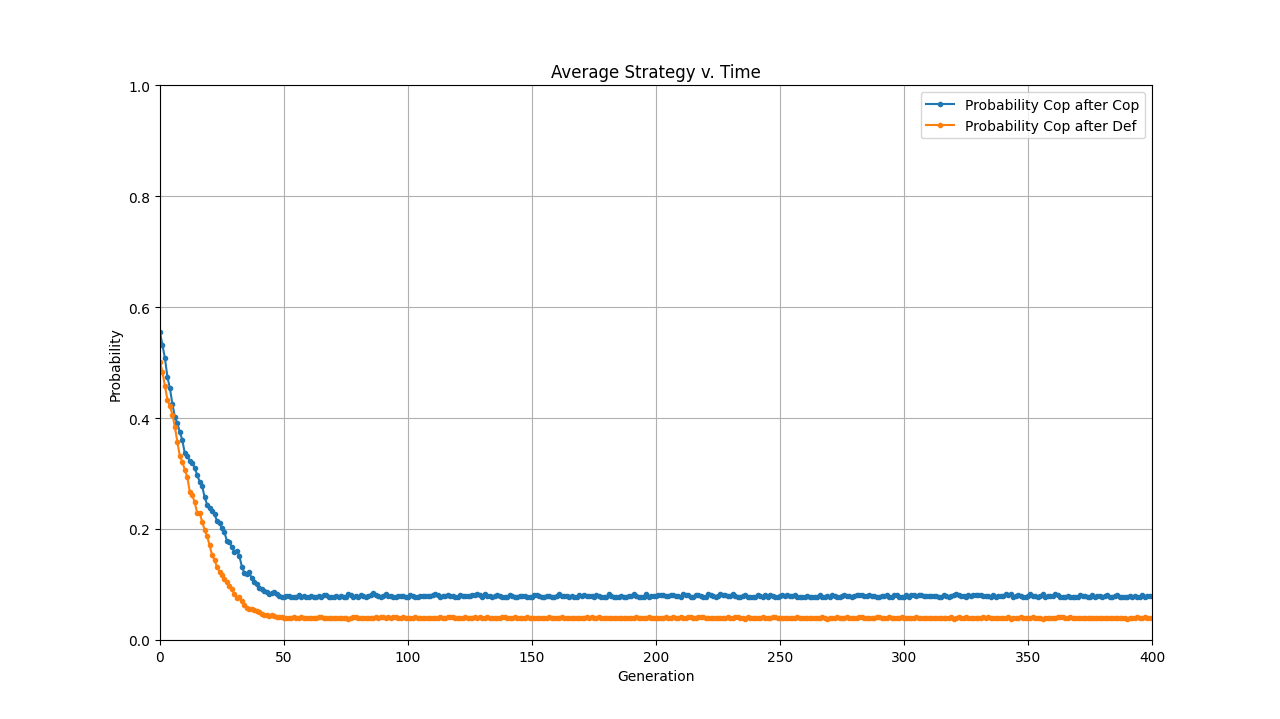 Average Strategy v. Time
Probability Cop after Cop
Probability Cop after Def
1.0
0.8
0.6
0.4
0.2
0.0
Probability
0 50 100 150 200 250 300 350 400
Generation